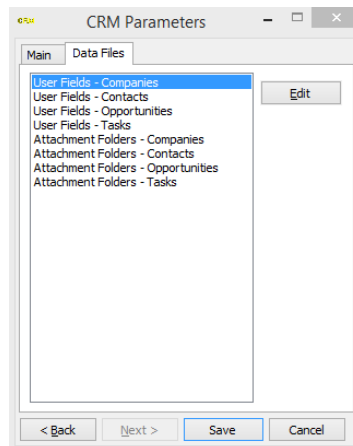 CRM Parameters
Main
Data Files
User Fields - Companies
User Fields - Contacts
User Fields - Opportunities
User Fields - Tasks
Attachment Folders - Companies
Attachment Folders - Contacts
Attachment Folders - Opportunities
Attachment Folders - Tasks
Edit
< Back
Next >
Save
Cancel